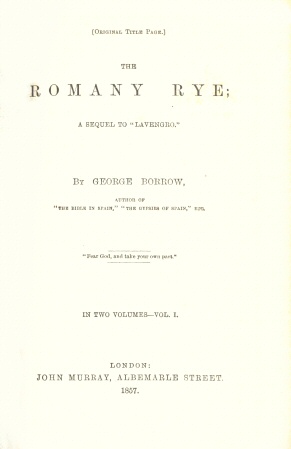 [Original Title Page.]
THE
ROMANY RYE;
A SEQUEL TO "LAVENGRO."
By GEORGE BORROW,
AUTHOR OF
"THE BIBLE IN SPAIN," "THE GYPSIES OF SPAIN," ETC.
"Fear God, and take your own part."
IN TWO VOLUMES—VOL. I.
LONDON:
JOHN MURRAY, ALBEMARLE STREET.
1857.